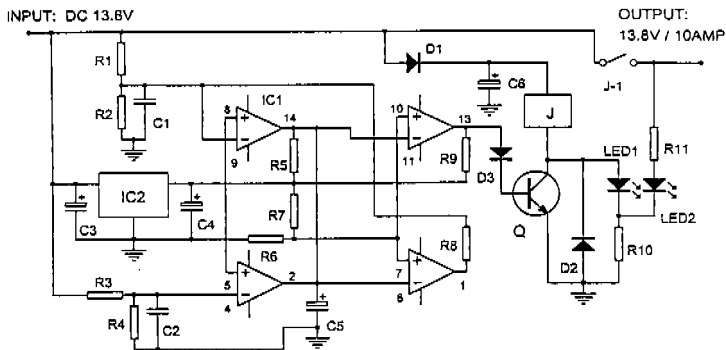 INPUT: DC 13.8V
OUTPUT:
13.8V / 10AMP
R1
D1
J-1
C6
R2
C1
8
IC1
14
10
13
J
+
-
9
+
-
11
R5
R9
D3
LED1
R11
IC2
LED2
C3
C4
R7
Q
R6
R8
D2
R10
R3
5
+
-
4
2
7
+
-
6
1
R4
C2
C5